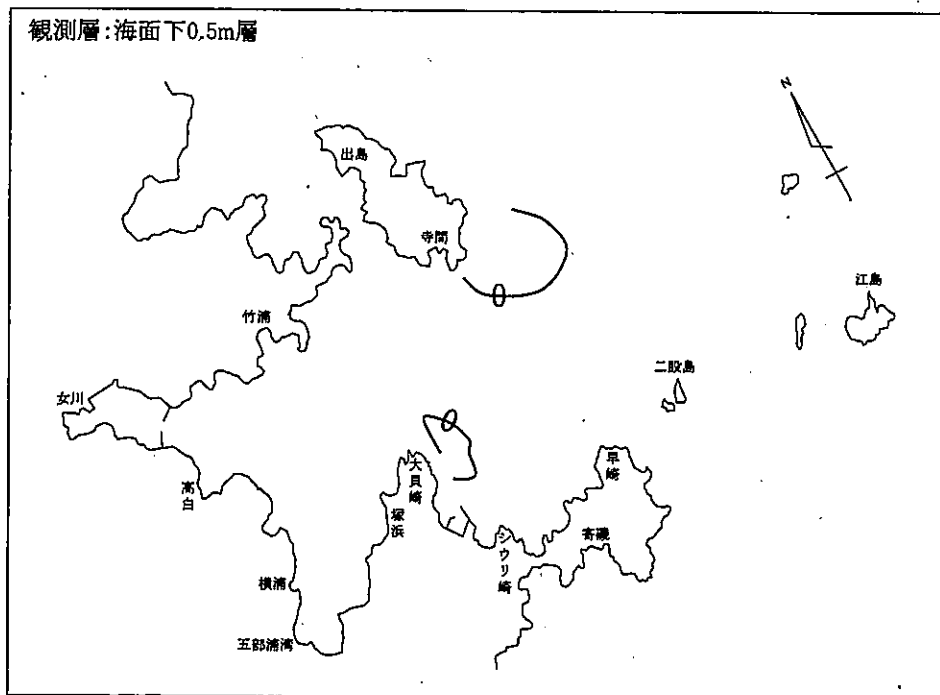 観測層:海面下0.5m層
N
出島
寺間
江島
竹浦
二股島
女川
大貝崎
早崎
高白
塚浜
寄磯
シウリ崎
横浦
五部浦湾
0
0